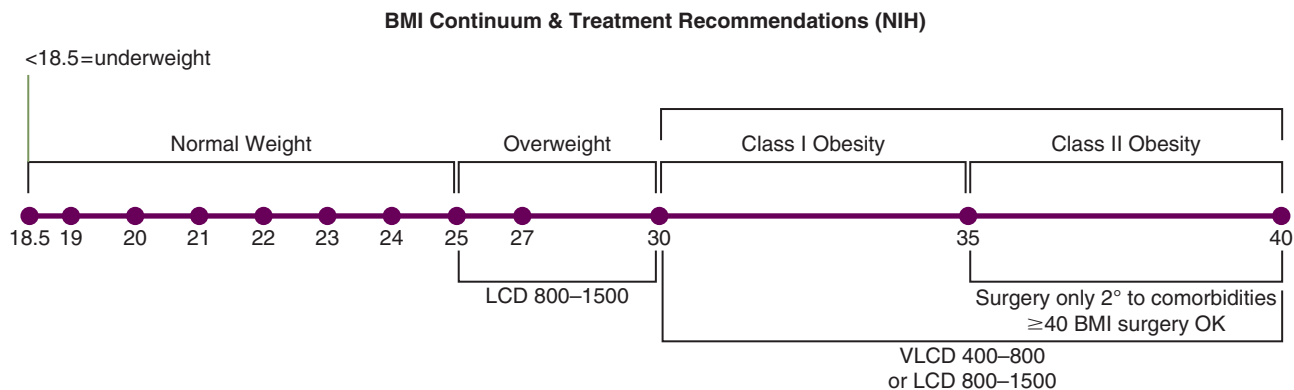 BMI Continuum & Treatment Recommendations (NIH)
<18.5=underweight
Normal Weight
Overweight
Class I Obesity
Class II Obesity
18.5 19 20 21 22 23 24 25 27 30 35 40
LCD 800–1500
Surgery only 2° to comorbidities
≥40 BMI surgery OK
VLCD 400–800
or LCD 800–1500